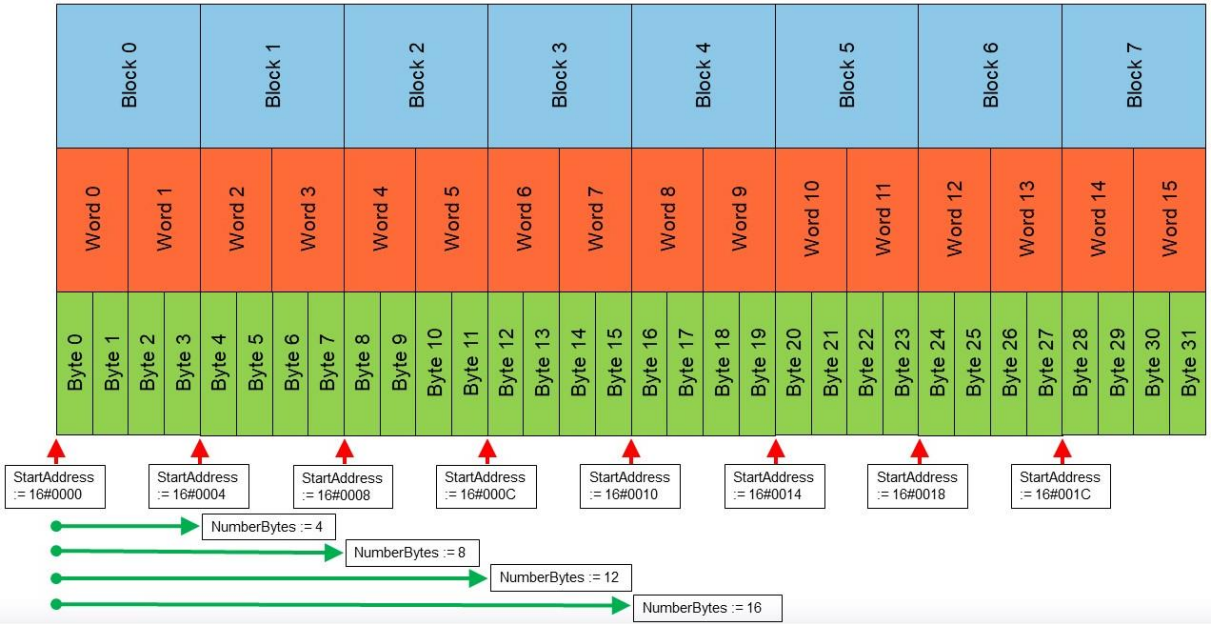 Block 0
Block 1
Block 2
Block 3
Block 4
Block 5
Block 6
Block 7
Word 0
Word 1
Word 2
Word 3
Word 4
Word 5
Word 6
Word 7
Word 8
Word 9
Word 10
Word 11
Word 12
Word 13
Word 14
Word 15
Byte 0
Byte 1
Byte 2
Byte 3
Byte 4
Byte 5
Byte 6
Byte 7
Byte 8
Byte 9
Byte 10
Byte 11
Byte 12
Byte 13
Byte 14
Byte 15
Byte 16
Byte 17
Byte 18
Byte 19
Byte 20
Byte 21
Byte 22
Byte 23
Byte 24
Byte 25
Byte 26
Byte 27
Byte 28
Byte 29
Byte 30
Byte 31
StartAddress
:= 16#0000
StartAddress
:= 16#0004
StartAddress
:= 16#0008
StartAddress
:= 16#000C
StartAddress
:= 16#0010
StartAddress
:= 16#0014
StartAddress
:= 16#0018
StartAddress
:= 16#001C
NumberBytes := 4
NumberBytes := 8
NumberBytes := 12
NumberBytes := 16